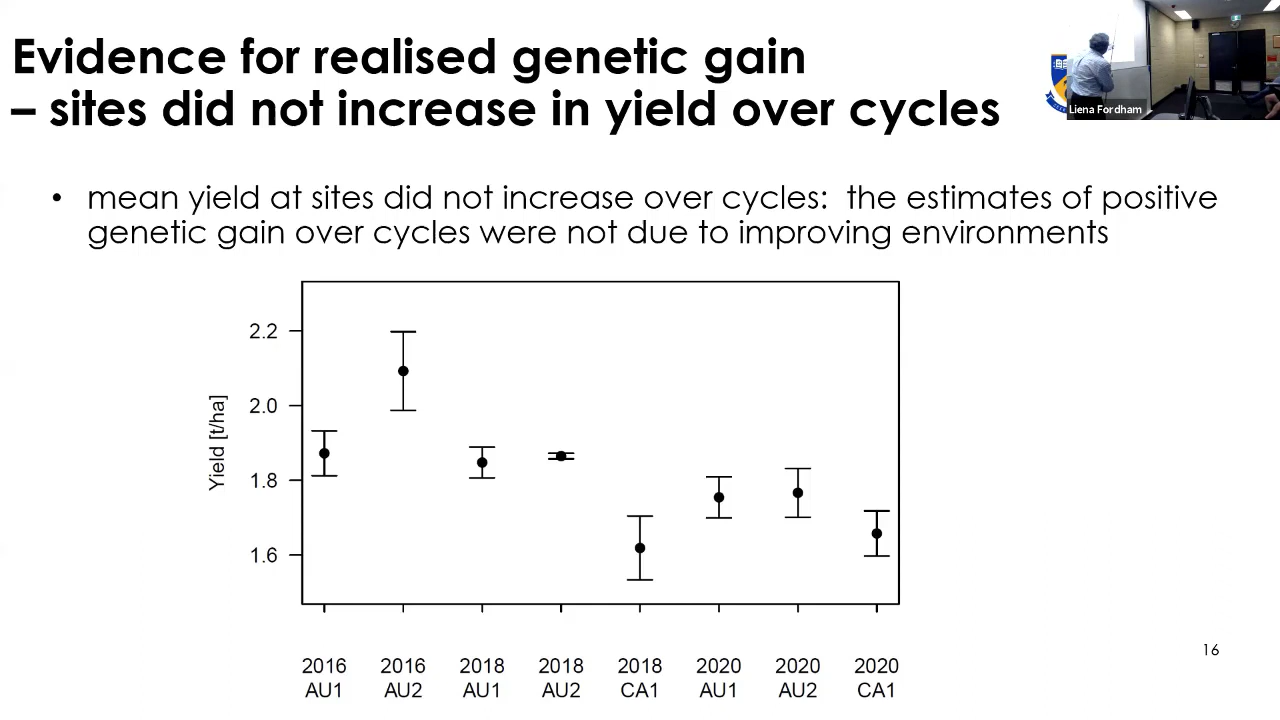 Evidence for realised genetic gain
– sites did not increase in yield over cycles
Liena Fordham
• mean yield at sites did not increase over cycles: the estimates of positive
genetic gain over cycles were not due to improving environments
Yield [t/ha]
2.2
2.0
1.8
1.6
2016 2016 2018 2018 2018 2020 2020 2020
AU1 AU2 AU1 AU2 CA1 AU1 AU2 CA1
16